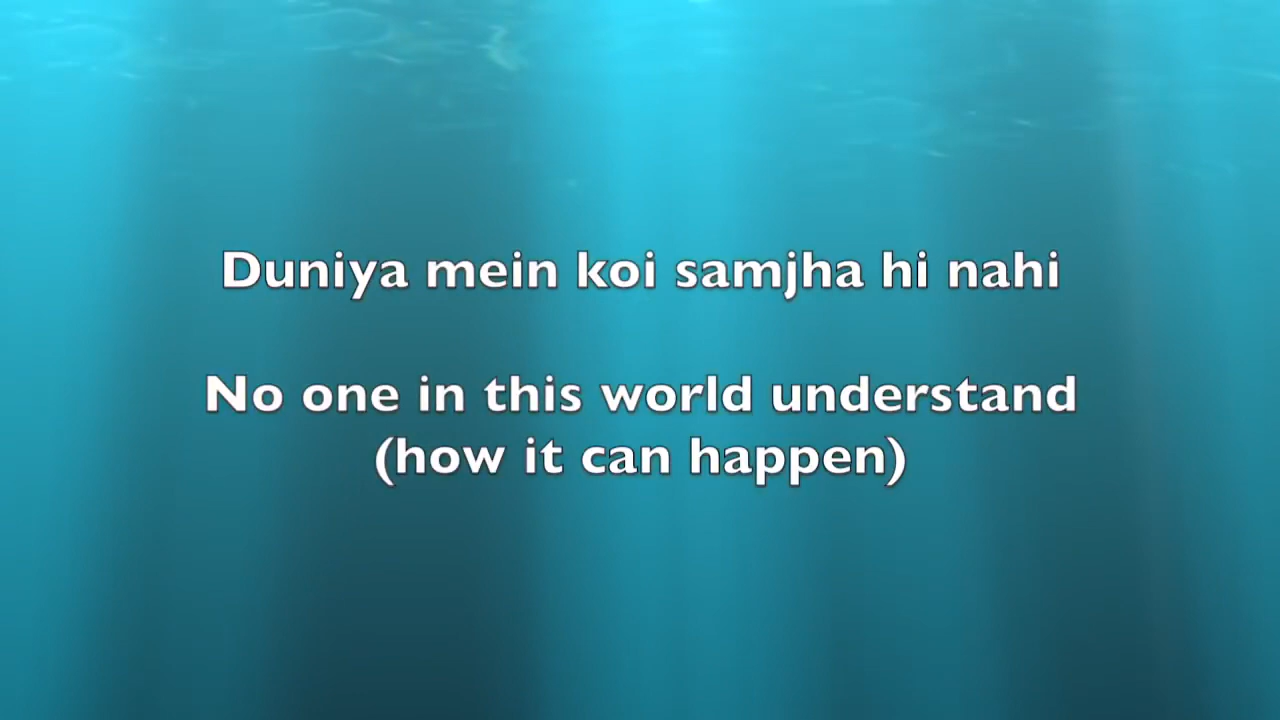 Duniya mein koi samjha hi nahi
No one in this world understand
(how it can happen)